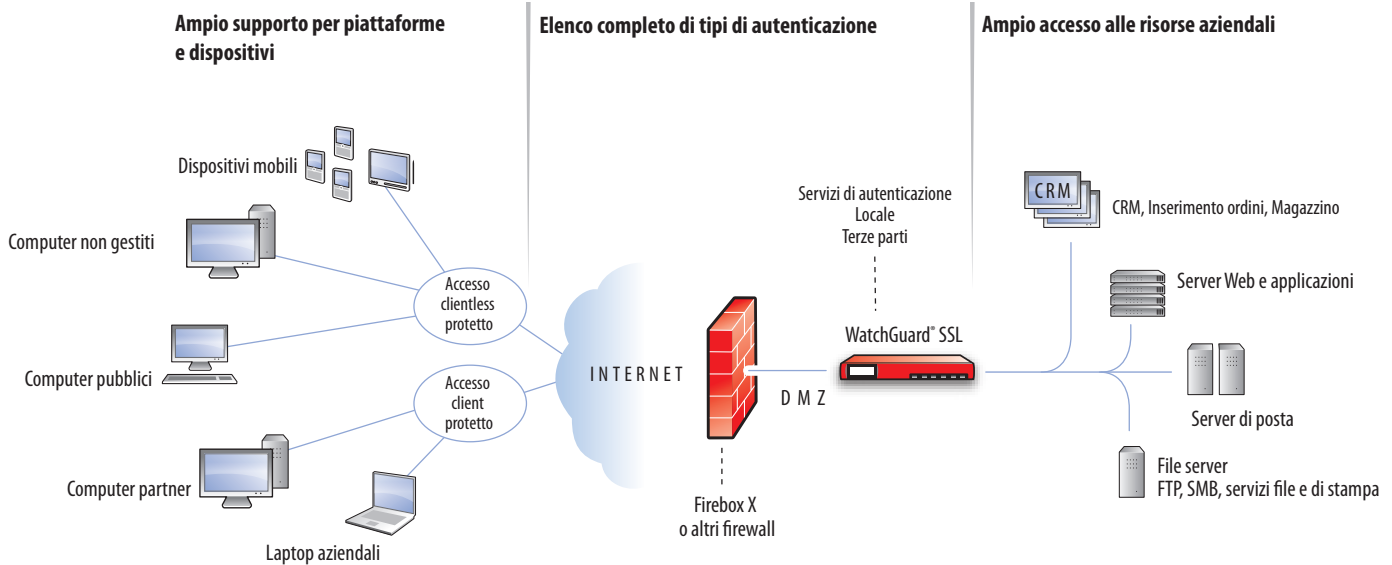 Ampio supporto per piattaforme
e dispositivi
Elenco completo di tipi di autenticazione
Ampio accesso alle risorse aziendali
Dispositivi mobili
Computer non gestiti
Computer pubblici
Computer partner
Laptop aziendali
Accesso
clientless
protetto
Accesso
client
protetto
INTERNET
Firebox X
o altri firewall
DMZ
Servizi di autenticazione
Locale
Terze parti
WatchGuard® SSL
CRM
CRM, Inserimento ordini, Magazzino
Server Web e applicazioni
Server di posta
File server
FTP, SMB, servizi file e di stampa